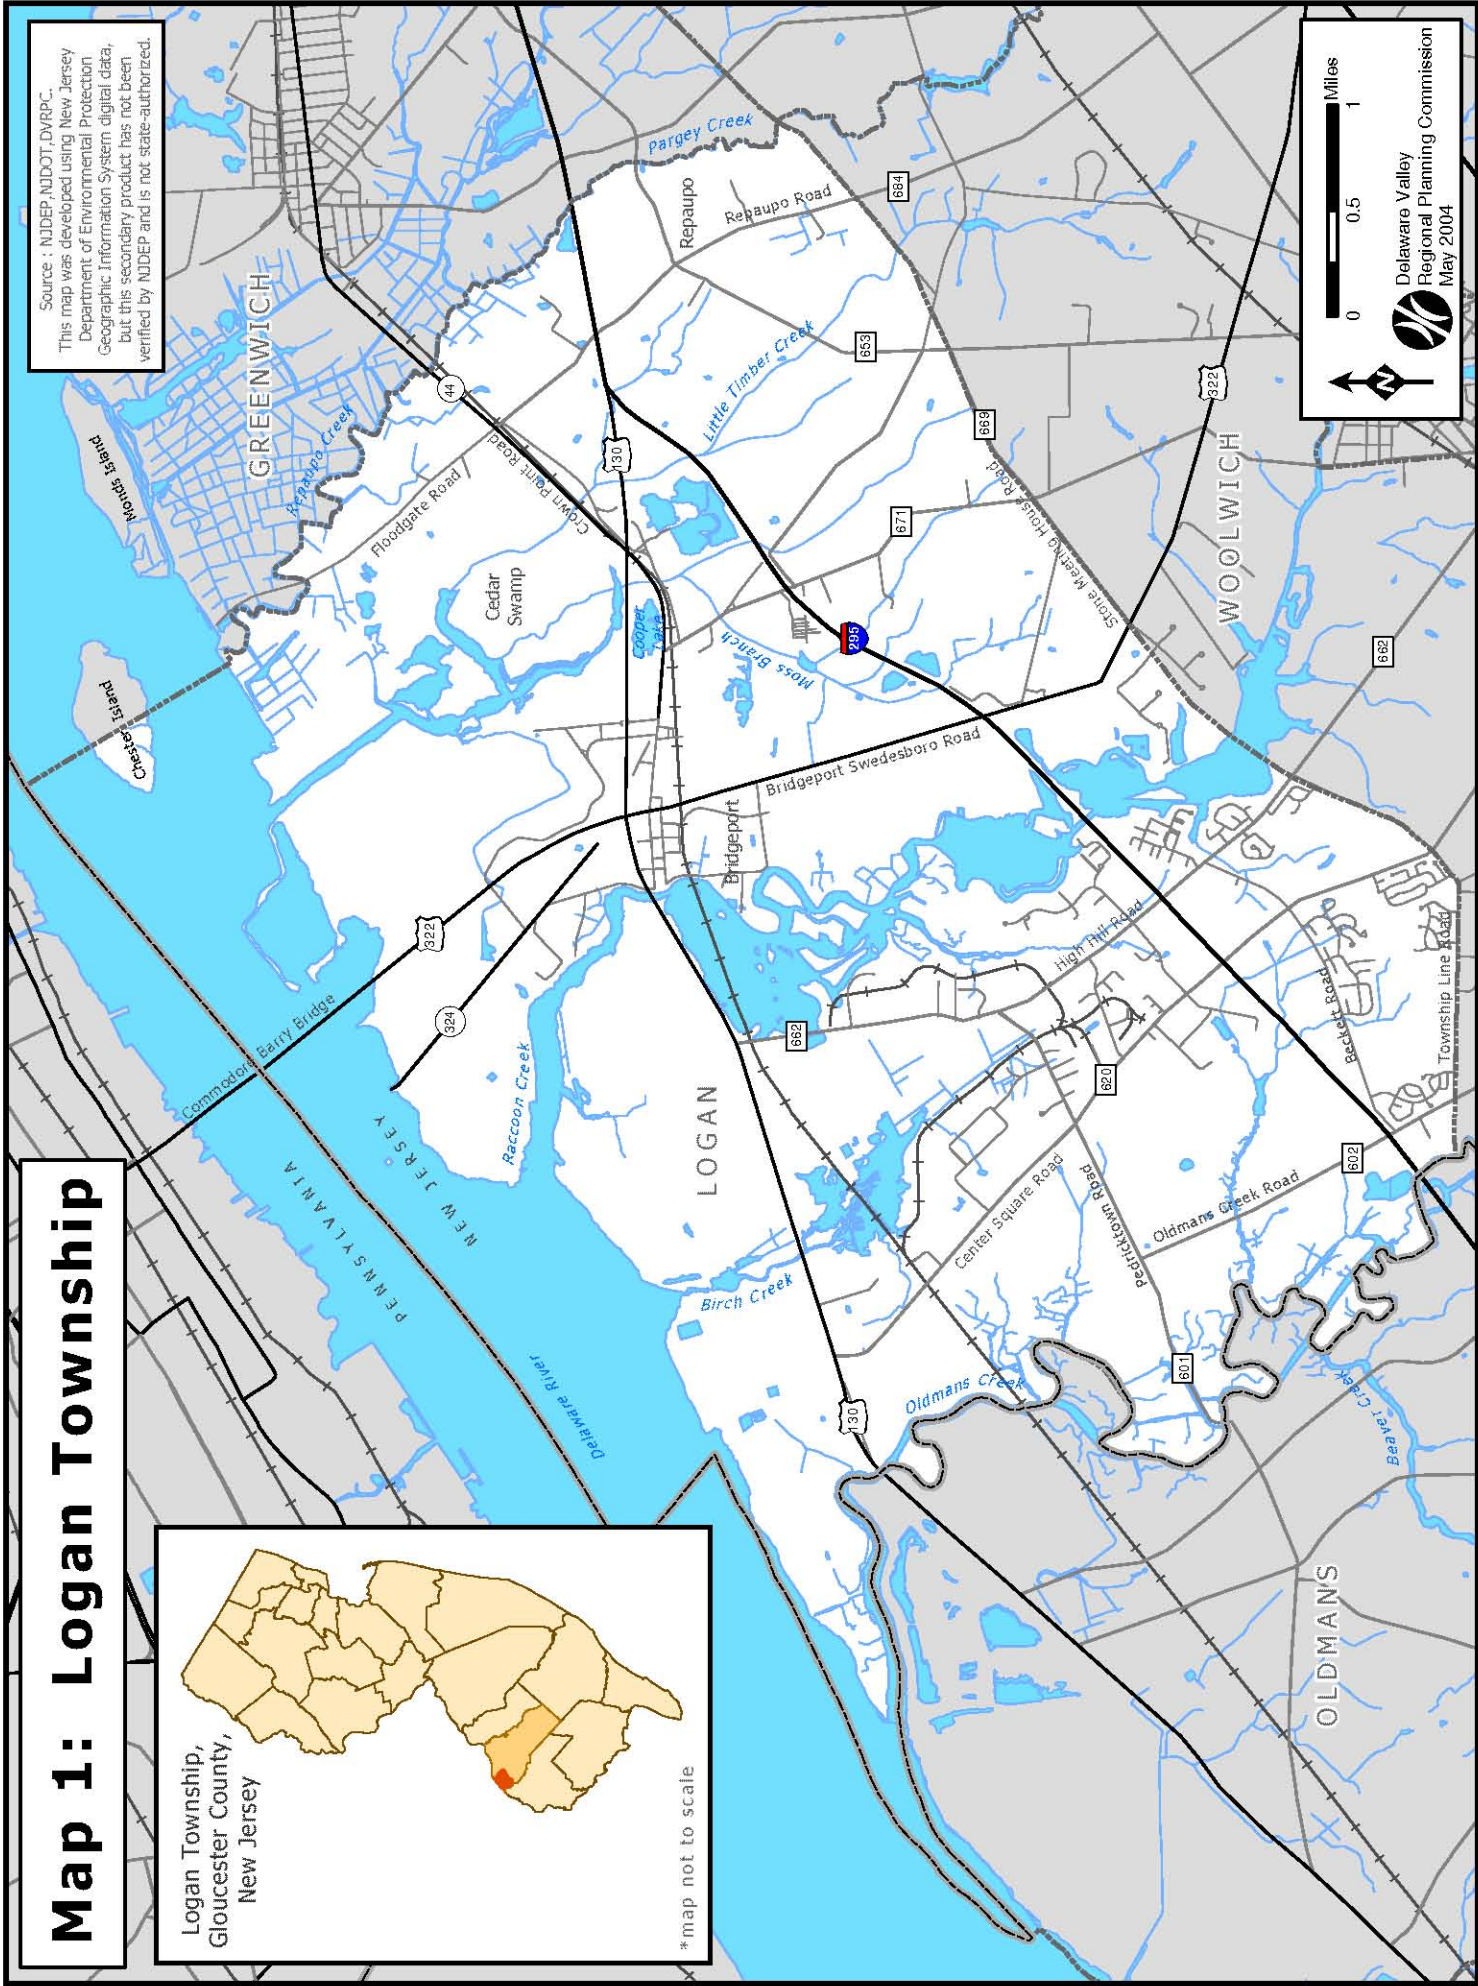 Map 1: Logan Township
Logan Township,
Gloucester County,
New Jersey
*map not to scale
Source : NJDEP,NJDOT,DVRPC.
This map was developed using New Jersey
Department of Environmental Protection
Geographic Information System digital data,
but this secondary product has not been
verified by NJDEP and is not state-authorized.
PENNSYLVANIA
NEW JERSEY
Delaware River
Commodore Barry Bridge
Chester Island
Monds Island
GREENWICH
Repaupo Creek
Floodgate Road
Crown Point Road
44
Cedar
Swamp
Cooper
Lake
322
324
Raccoon Creek
130
Pargey Creek
Repaupo
Repaupo Road
684
Little Timber Creek
653
669
671
Stone Meeting House Road
Moss Branch
295
Bridgeport Swedesboro Road
Bridgeport
322
WOOLWICH
662
LOGAN
662
High Hill Road
620
Beckett Road
Township Line Road
Birch Creek
Center Square Road
Pedricktown Road
Oldmans Creek Road
602
601
130
Oldmans Creek
Beaver Creek
OLDMANS
0 0.5 1 Miles
N
Delaware Valley
Regional Planning Commission
May 2004